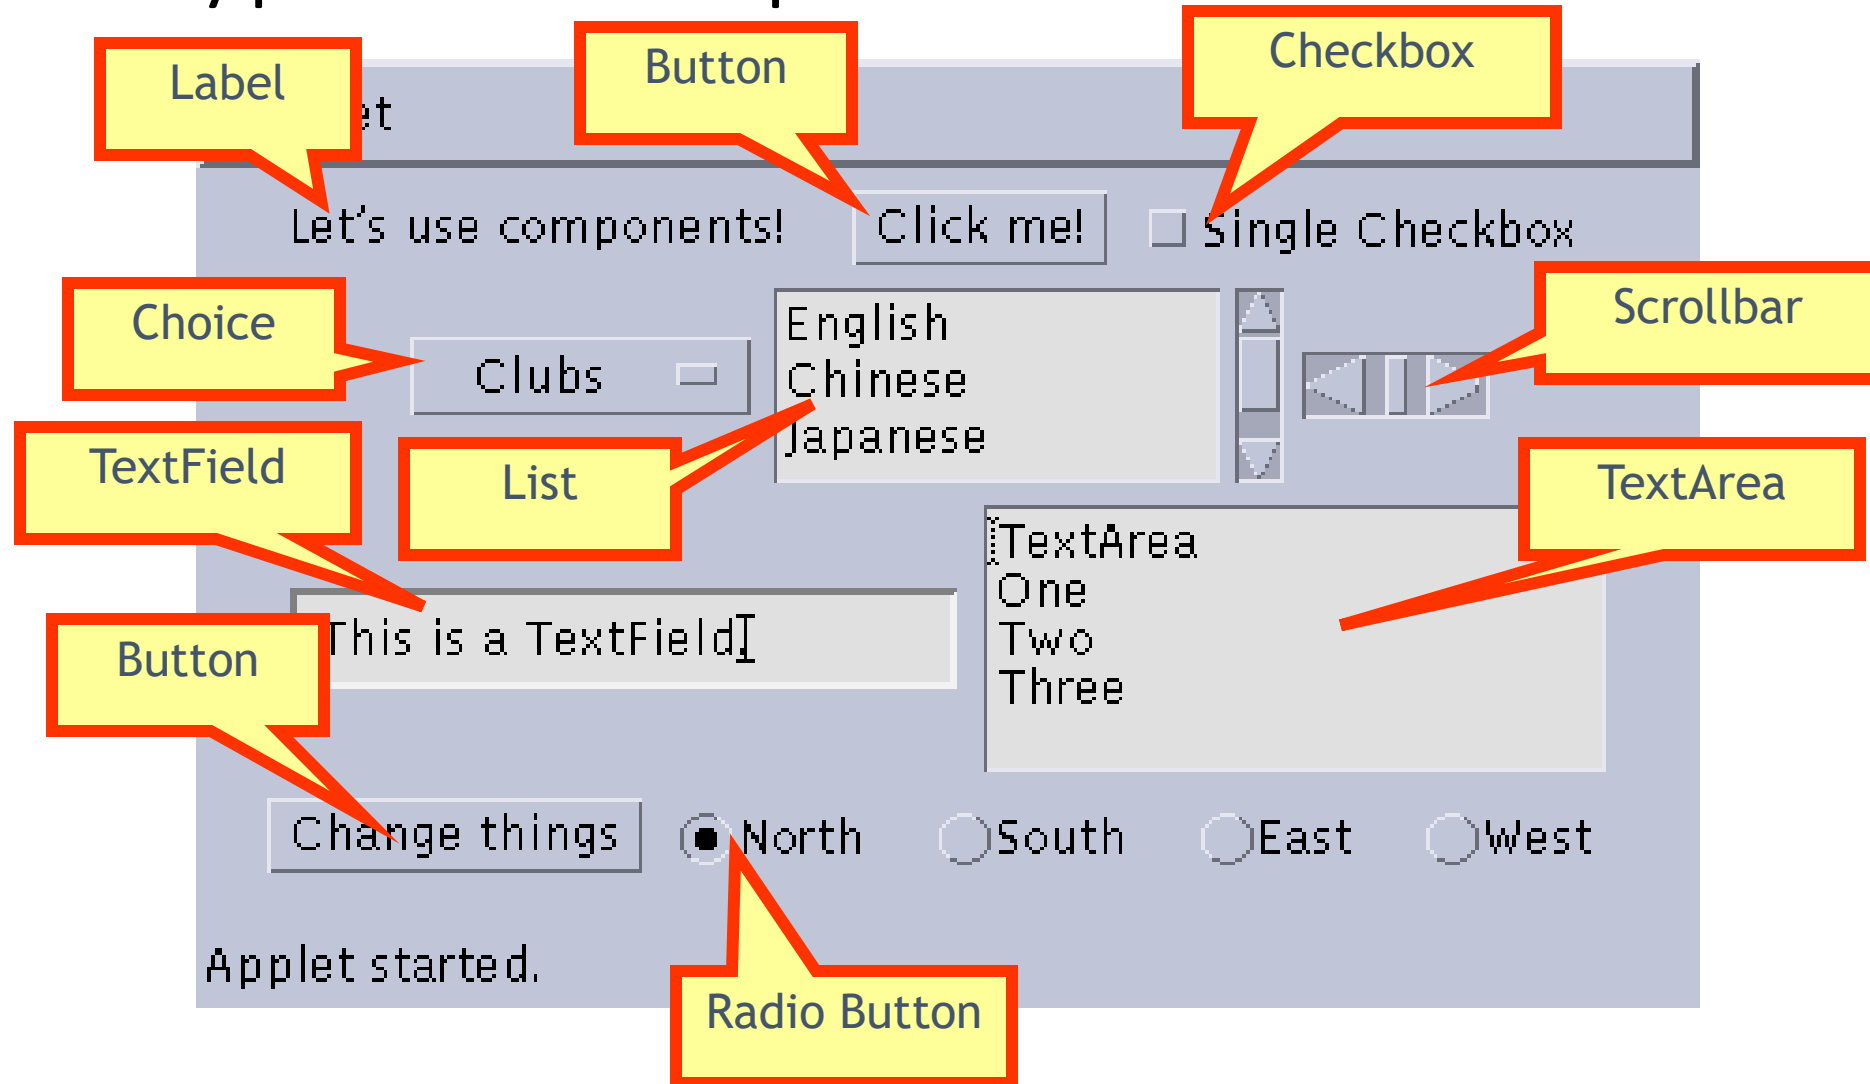 Label
Button
Checkbox
Let's use components!
Click me!
Single Checkbox
Choice
Clubs
English
Chinese
Japanese
Scrollbar
TextField
List
TextArea
TextArea
One
Two
Three
This is a TextField.
Button
Change things
North
South
East
West
Applet started.
Radio Button